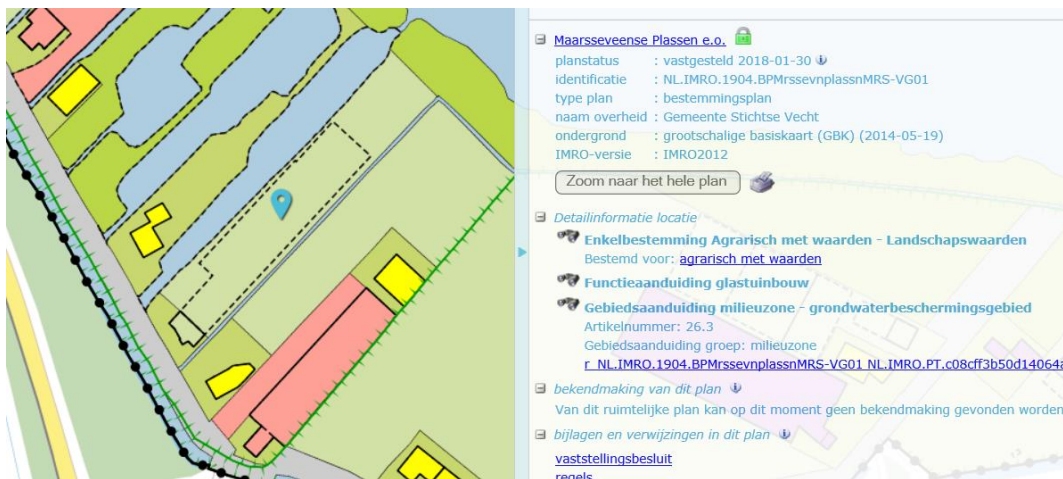 Maarsseveense Plassen e.o.
planstatus : vastgesteld 2018-01-30
identificatie : NL.IMRO.1904.BPMrssevnplassnMRS-VG01
type plan : bestemmingsplan
naam overheid : Gemeente Stichtse Vecht
ondergrond : grootschalige basiskaart (GBK) (2014-05-19)
IMRO-versie : IMRO2012
Zoom naar het hele plan
Detailinformatie locatie
Enkelbestemming Agrarisch met waarden - Landschapswaarden
Bestemd voor: agrarisch met waarden
Functieaanduiding glastuinbouw
Gebiedsaanduiding milieuzone - grondwaterbeschermingsgebied
Artikelnummer: 26.3
Gebiedsaanduiding groep: milieuzone
r_NL.IMRO.1904.BPMrssevnplassnMRS-VG01_NL.IMRO.PT.c08cff3b50d14064a
bekendmaking van dit plan
Van dit ruimtelijke plan kan op dit moment geen bekendmaking gevonden worden
bijlagen en verwijzingen in dit plan
vaststellingsbesluit
regels